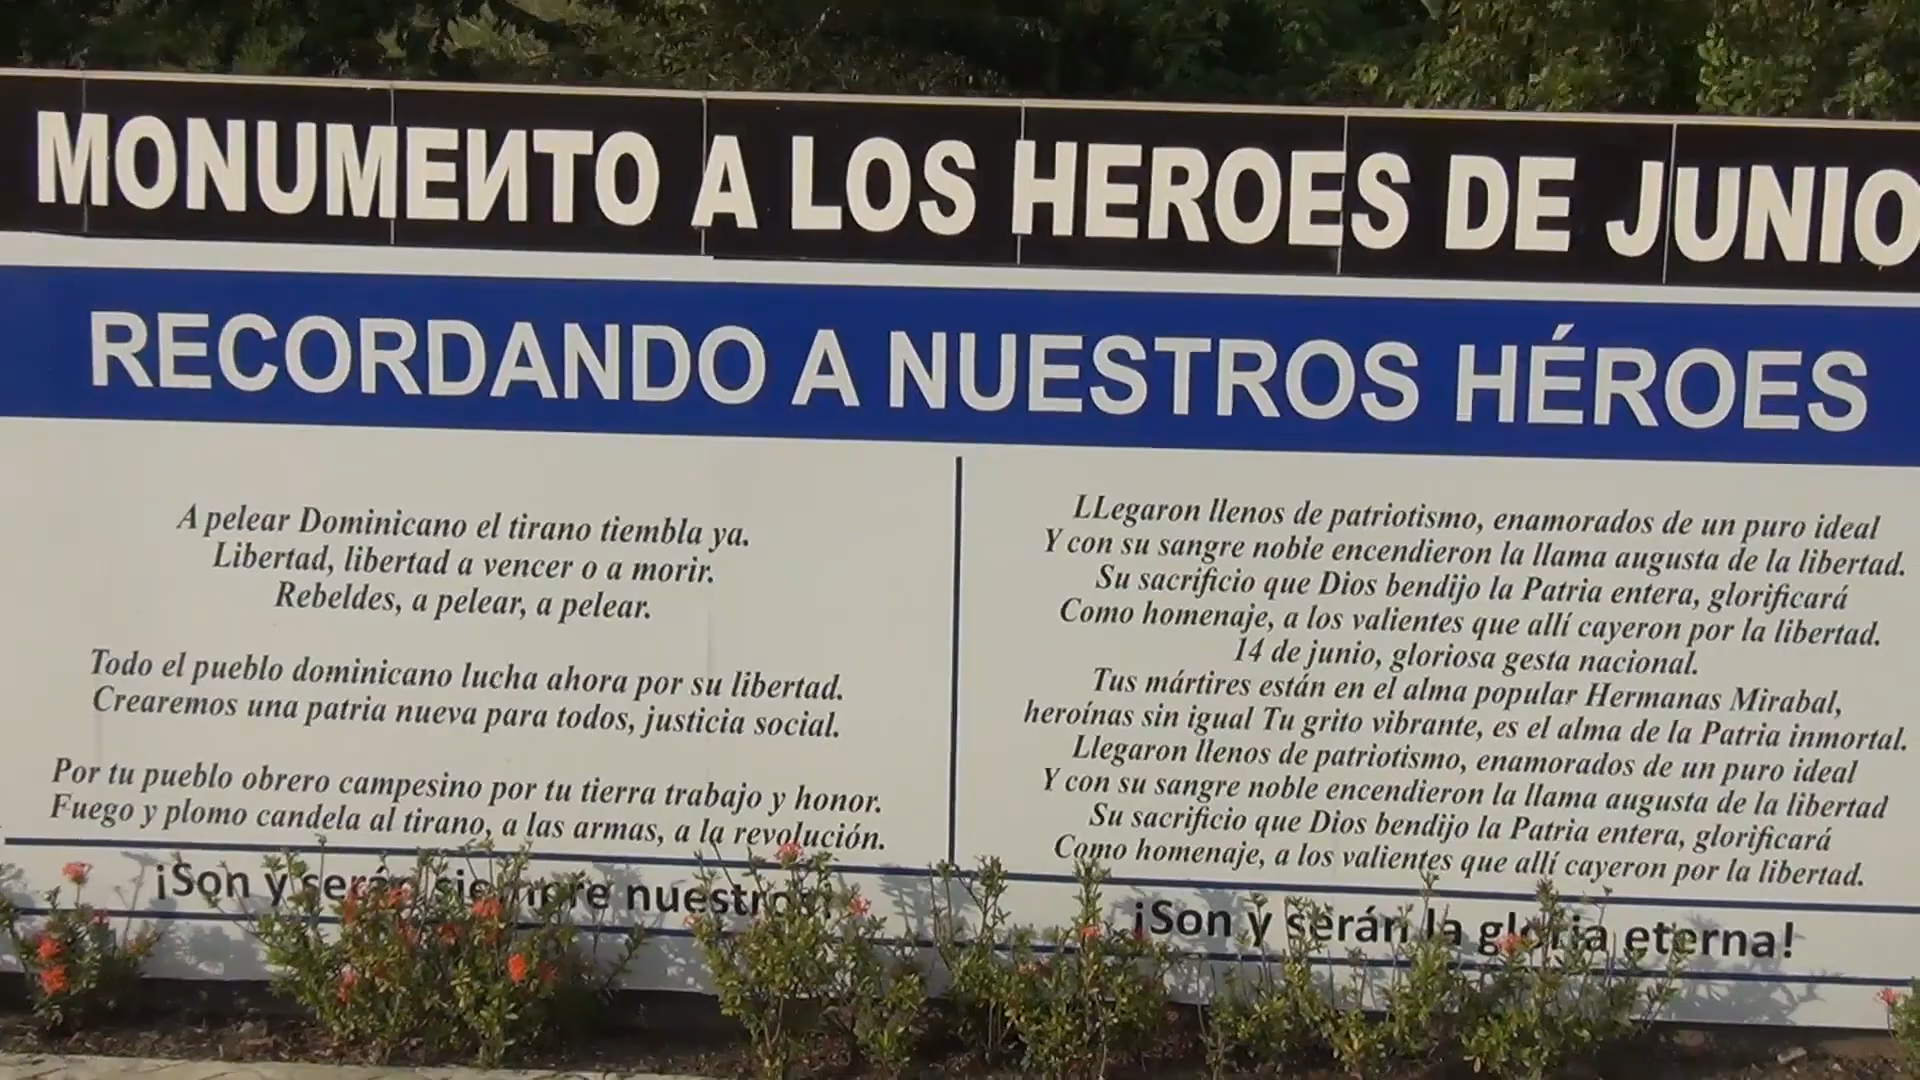 MONUMENTO A LOS HEROES DE JUNIO
RECORDANDO A NUESTROS HÉROES
A pelear Dominicano el tirano tiembla ya.
Libertad, libertad a vencer o a morir.
Rebeldes, a pelear, a pelear.
Todo el pueblo dominicano lucha ahora por su libertad.
Crearemos una patria nueva para todos, justicia social.
Por tu pueblo obrero campesino por tu tierra trabajo y honor.
Fuego y plomo candela al tirano, a las armas, a la revolución.
¡Son y serán siempre nuestros!
LLegaron llenos de patriotismo, enamorados de un puro ideal
Y con su sangre noble encendieron la llama augusta de la libertad.
Su sacrificio que Dios bendijo la Patria entera, glorificará
Como homenaje, a los valientes que allí cayeron por la libertad.
14 de junio, gloriosa gesta nacional.
Tus mártires están en el alma popular Hermanas Mirabal,
heroínas sin igual Tu grito vibrante, es el alma de la Patria inmortal.
Llegaron llenos de patriotismo, enamorados de un puro ideal
Y con su sangre noble encendieron la llama augusta de la libertad
Su sacrificio que Dios bendijo la Patria entera, glorificará
Como homenaje, a los valientes que allí cayeron por la libertad.
¡Son y serán la gloria eterna!